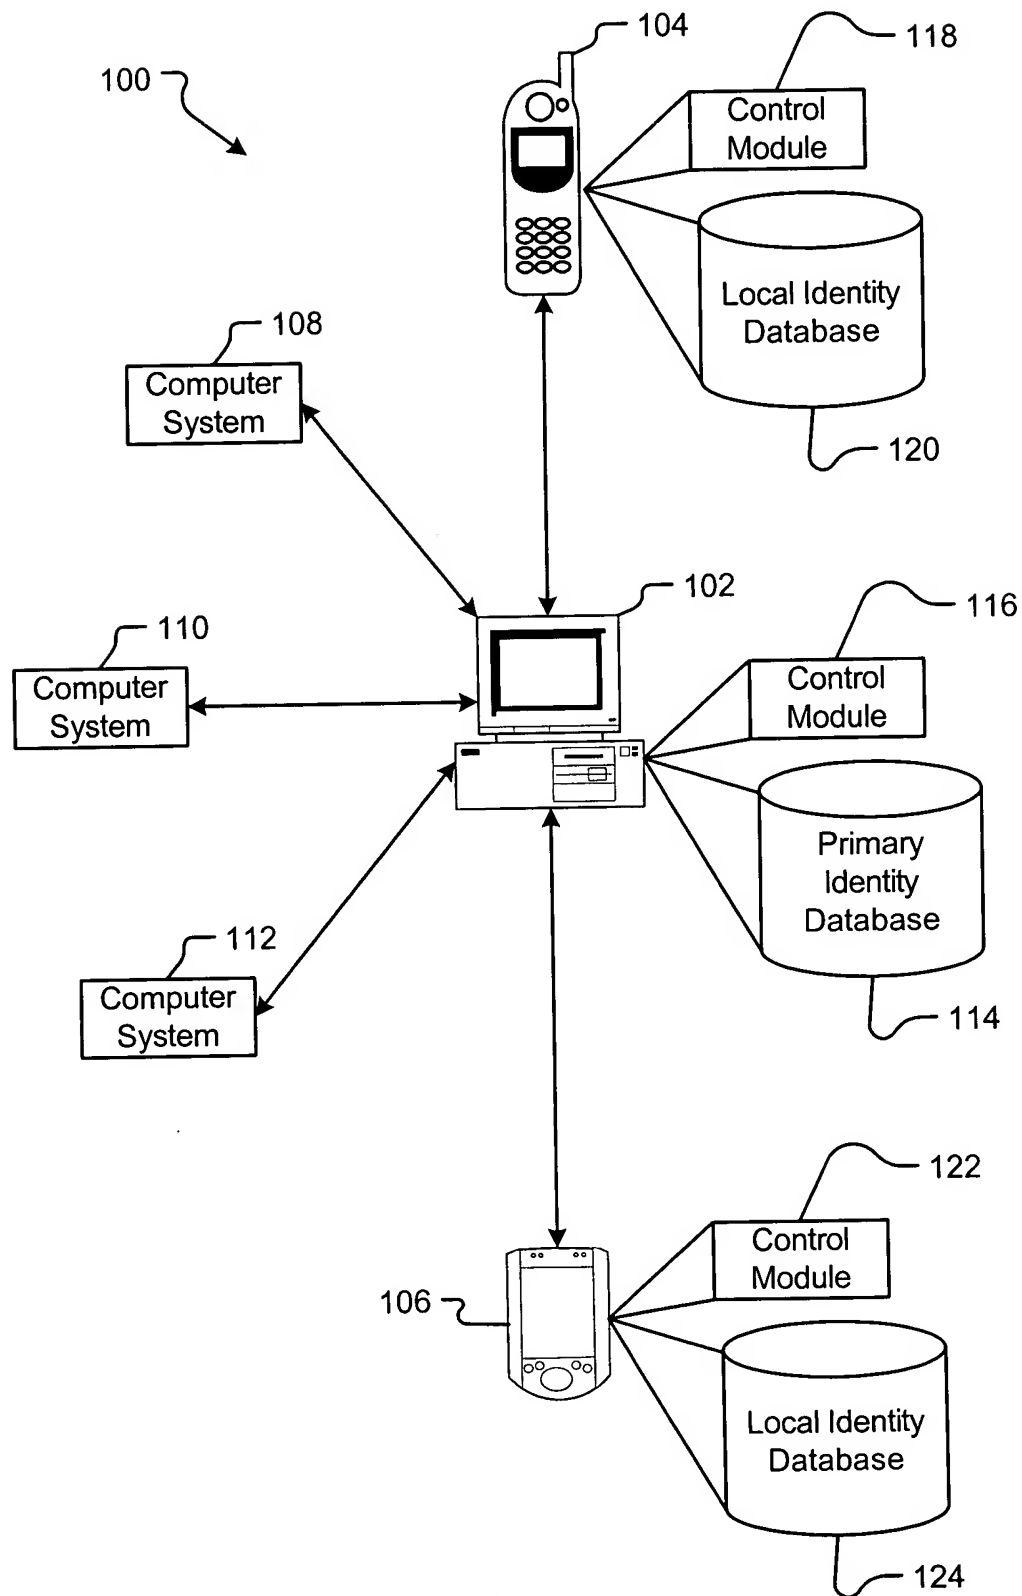 104
118
100
Control
Module
Local Identity
Database
108
Computer
System
120
102
116
110
Computer
System
Control
Module
Primary
Identity
Database
112
Computer
System
114
122
Control
Module
106
Local Identity
Database
124